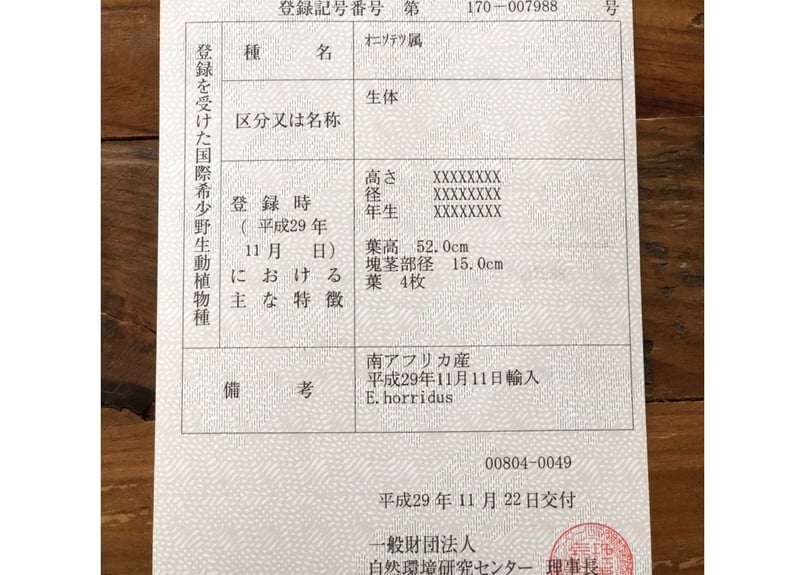 登録記号番号 第 170-007988 号
登録を受けた国際希少野生動植物種
種名
ｵﾆｿﾃﾂ属
区分又は名称
生体
登録時
(平成29年
11月 日)
における
主な特徴
高さ XXXXXXXX
径 XXXXXXXX
年生 XXXXXXXX
葉高 52.0cm
塊茎部径 15.0cm
葉 4枚
備考
南アフリカ産
平成29年11月11日輸入
E.horridus
00804-0049
平成29年11月22日交付
一般財団法人
自然環境研究センター 理事長